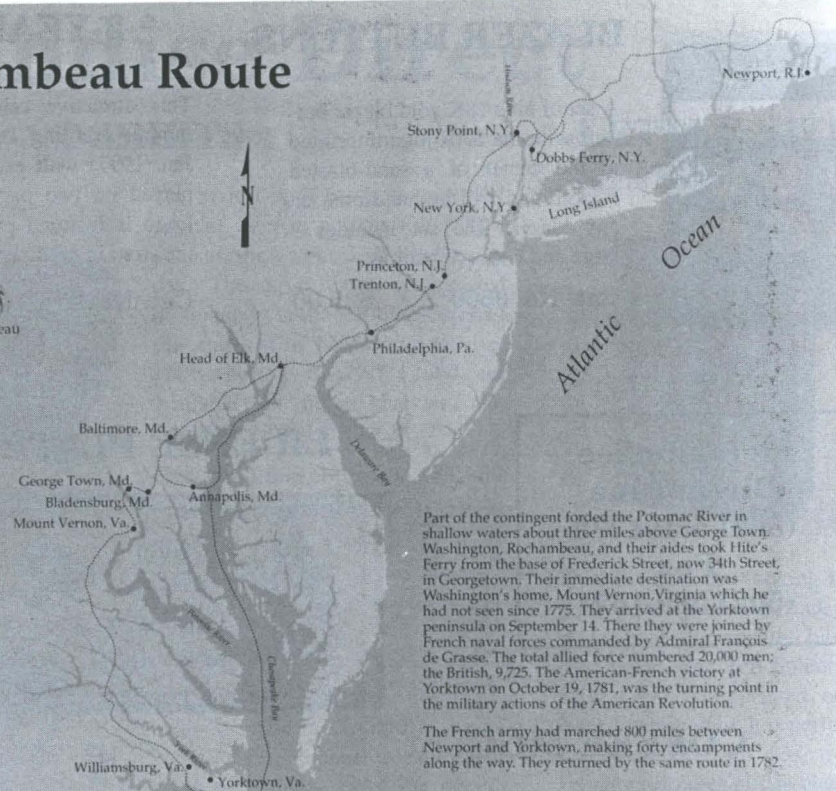 mbeau Route
Newport, R.I.
Hudson River
Stony Point, N.Y.
Dobbs Ferry, N.Y.
New York, N.Y.
Long Island
N
Atlantic Ocean
Princeton, N.J.
Trenton, N.J.
eau
Philadelphia, Pa.
Head of Elk, Md.
Baltimore, Md.
Delaware Bay
George Town, Md.
Bladensburg, Md.
Annapolis, Md.
Mount Vernon, Va.
Potomac River
Chesapeake Bay
York River
Williamsburg, Va.
Yorktown, Va.
Part of the contingent forded the Potomac River in
shallow waters about three miles above George Town.
Washington, Rochambeau, and their aides took Hite's
Ferry from the base of Frederick Street, now 34th Street,
in Georgetown. Their immediate destination was
Washington's home, Mount Vernon, Virginia which he
had not seen since 1775. They arrived at the Yorktown
peninsula on September 14. There they were joined by
French naval forces commanded by Admiral François
de Grasse. The total allied force numbered 20,000 men;
the British, 9,725. The American-French victory at
Yorktown on October 19, 1781, was the turning point in
the military actions of the American Revolution.
The French army had marched 800 miles between
Newport and Yorktown, making forty encampments
along the way. They returned by the same route in 1782